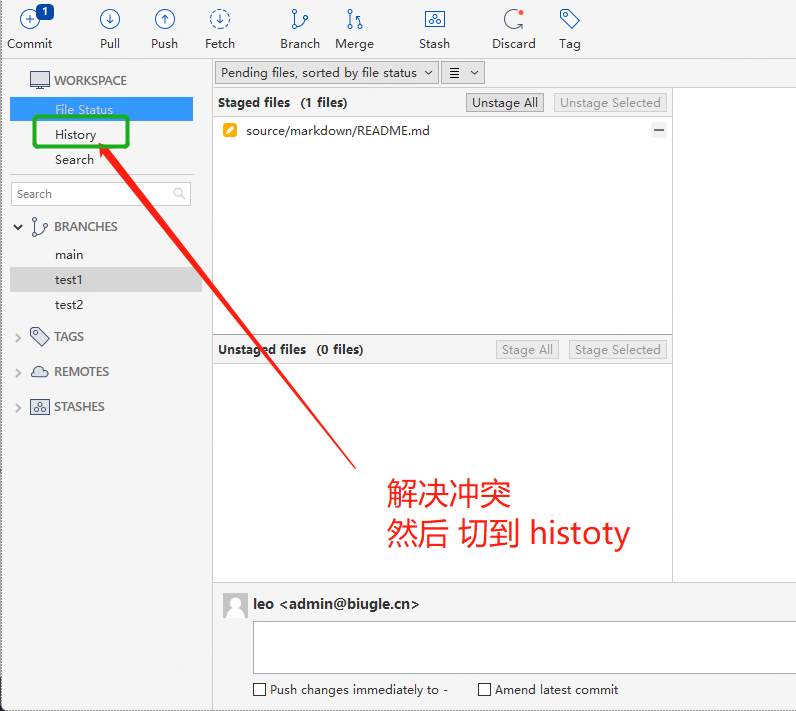 1
Commit
Pull
Push
Fetch
Branch
Merge
Stash
Discard
Tag
WORKSPACE
File Status
History
Search
Search
BRANCHES
main
test1
test2
TAGS
REMOTES
STASHES
Pending files, sorted by file status
Staged files (1 files)
Unstage All
Unstage Selected
source/markdown/README.md
Unstaged files (0 files)
Stage All
Stage Selected
解决冲突
然后 切到 histoty
leo <admin@biugle.cn>
Push changes immediately to -
Amend latest commit